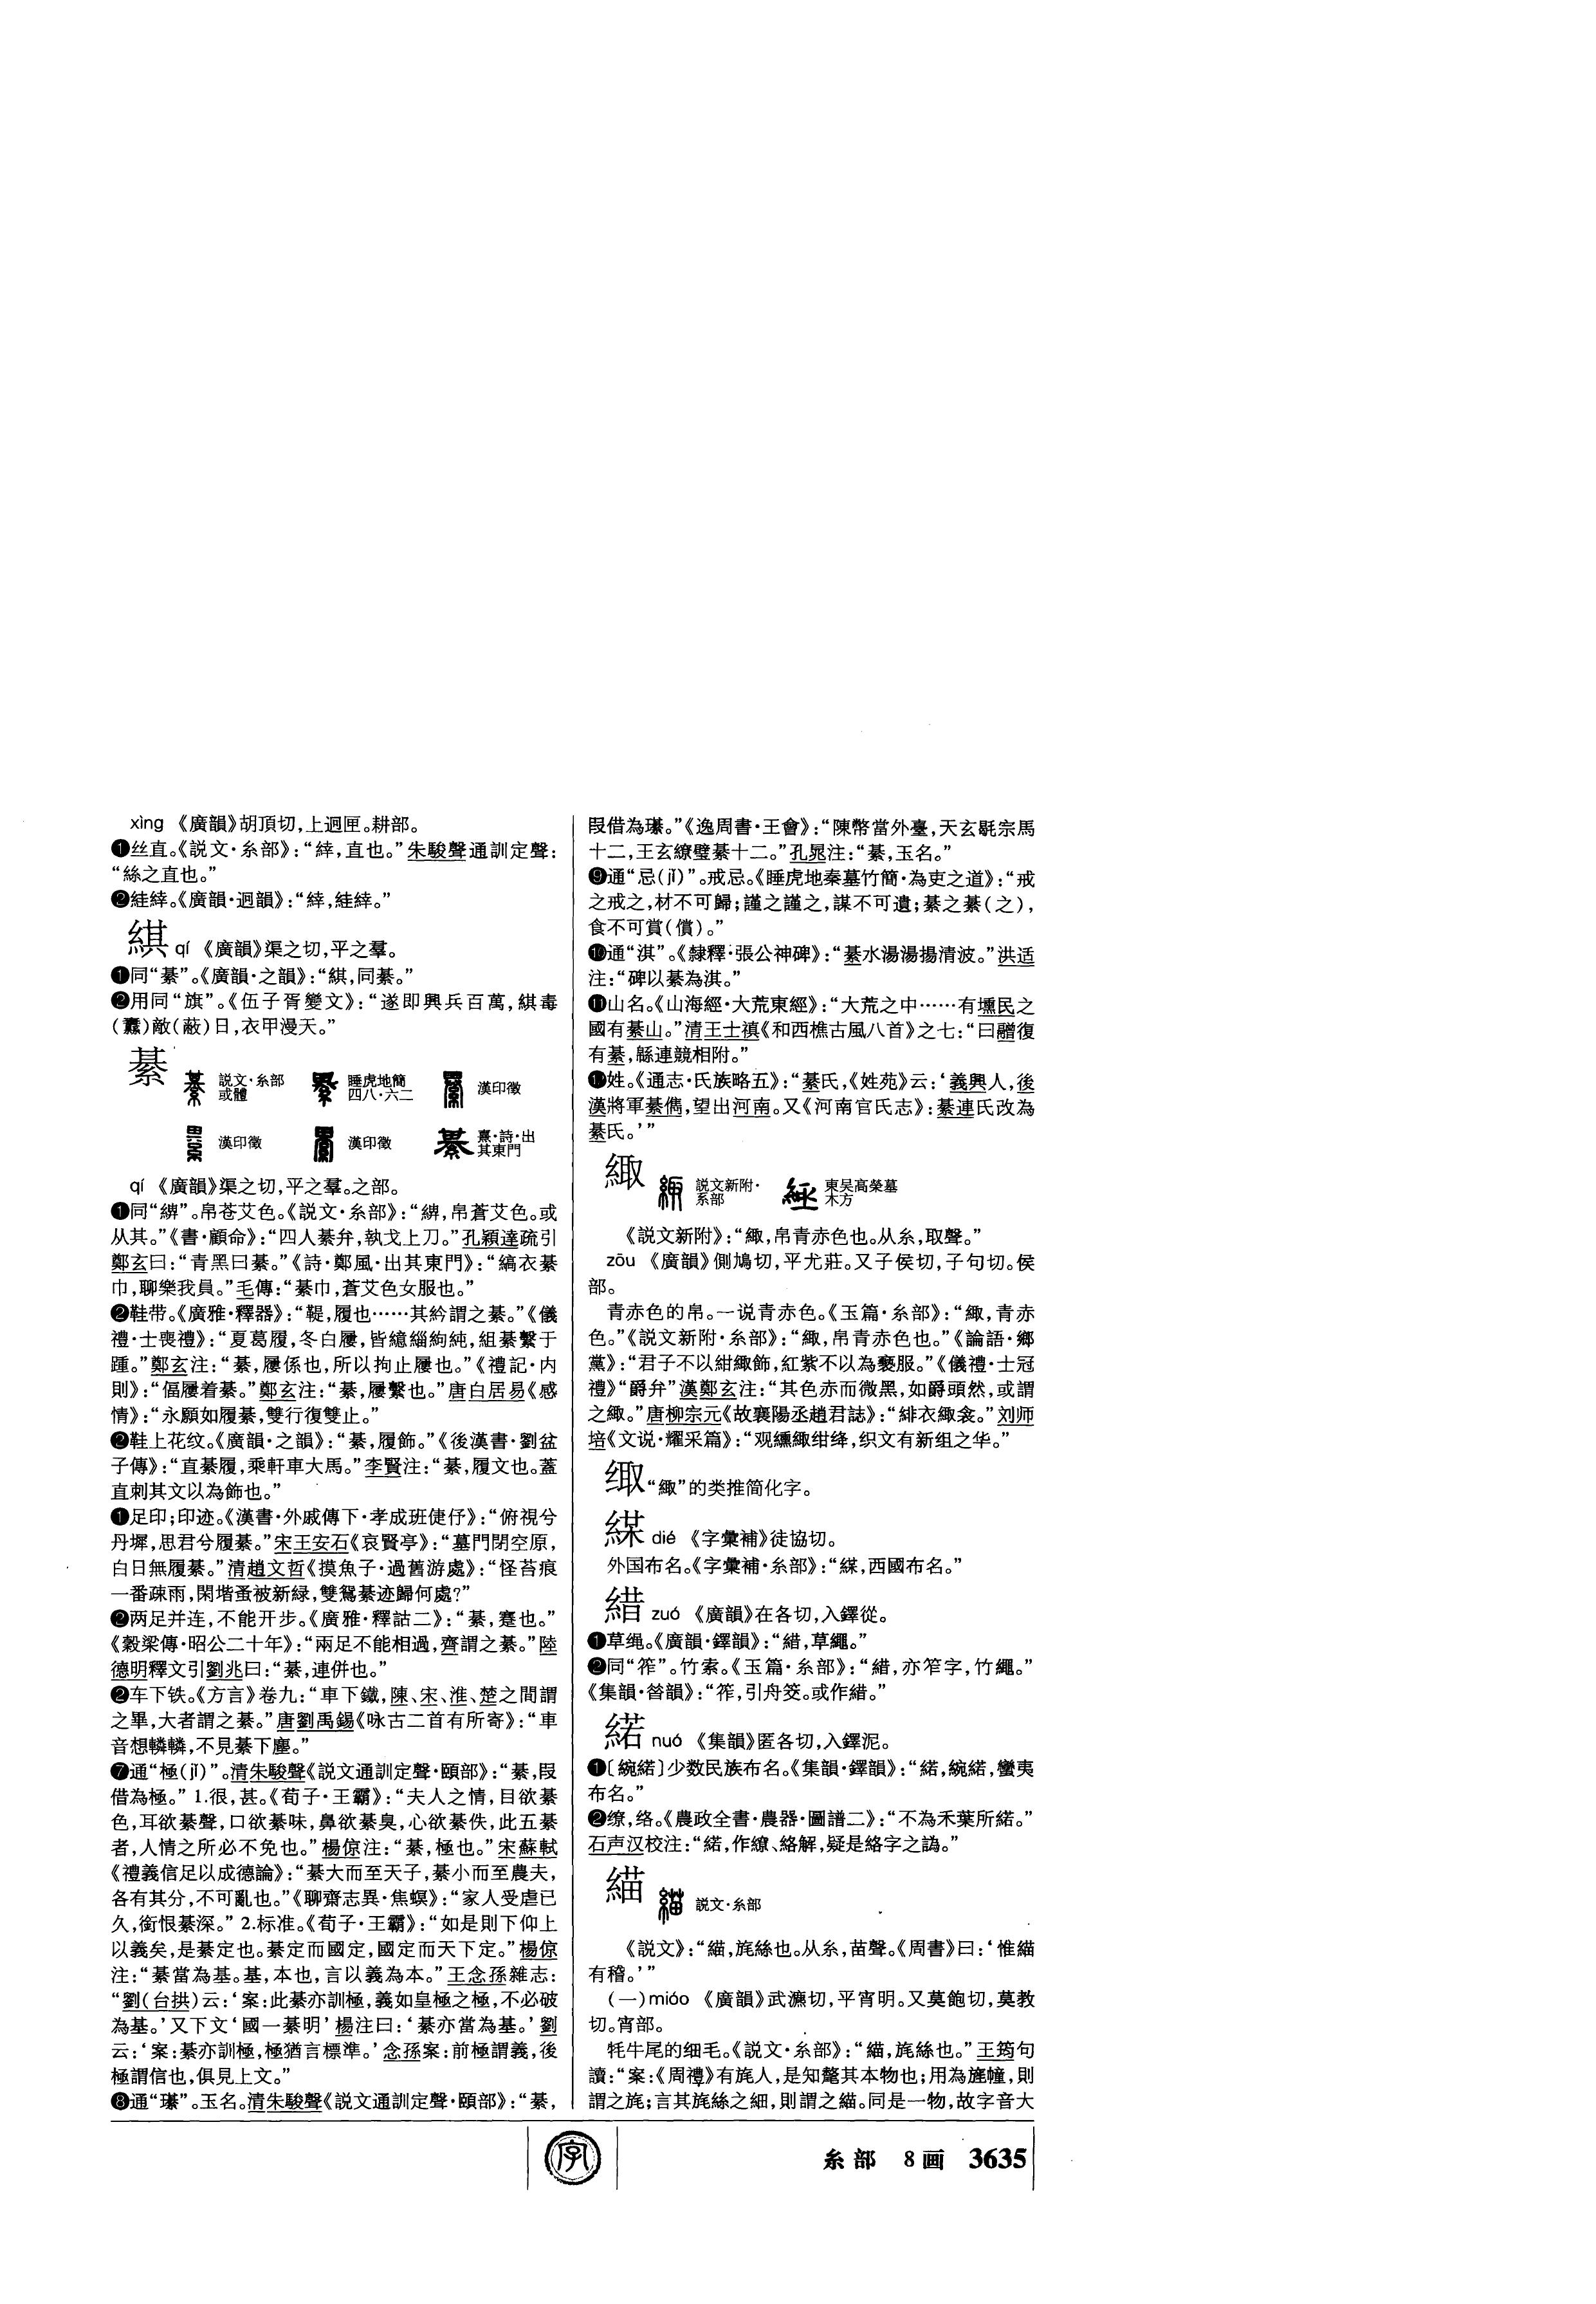 xìng 《廣韻》胡頂切,上迥匣。耕部。
❶丝直。《説文·糸部》:“緈,直也。”朱駿聲通訓定聲:
“絲之直也。”
❷絓緈。《廣韻·迥韻》:“緈,絓緈。”
綨 qí 《廣韻》渠之切,平之羣。
❶同“綦”。《廣韻·之韻》:“綨,同綦。”
❷用同“旗”。《伍子胥變文》:“遂即興兵百萬,綨毒
(纛)敵(蔽)日,衣甲漫天。”
綦
説文·糸部或體 睡虎地簡四八·六二 漢印徵
漢印徵 漢印徵 熹·詩·出其東門
qí 《廣韻》渠之切,平之羣。之部。
❶同“綼”。帛苍艾色。《説文·糸部》:“綼,帛蒼艾色。或
从其。”《書·顧命》:“四人綦弁,執戈上刀。”孔穎達疏引
鄭玄曰:“青黑曰綦。”《詩·鄭風·出其東門》:“縞衣綦
巾,聊樂我員。”毛傳:“綦巾,蒼艾色女服也。”
❷鞋带。《廣雅·釋器》:“鞮,履也……其紟謂之綦。”《儀
禮·士喪禮》:“夏葛履,冬白屨,皆繶緇絇純,組綦繫于
踵。”鄭玄注:“綦,屨係也,所以拘止屨也。”《禮記·内
則》:“偪屨着綦。”鄭玄注:“綦,屨繫也。”唐白居易《感
情》:“永願如履綦,雙行復雙止。”
❷鞋上花纹。《廣韻·之韻》:“綦,履飾。”《後漢書·劉盆
子傳》:“直綦履,乘軒車大馬。”李賢注:“綦,履文也。蓋
直刺其文以為飾也。”
❶足印;印迹。《漢書·外戚傳下·孝成班倢伃》:“俯視兮
丹墀,思君兮履綦。”宋王安石《哀賢亭》:“墓門閉空原,
白日無履綦。”清趙文哲《摸魚子·過舊游處》:“怪苔痕
一番疎雨,閑堦蚤被新緑,雙鴛綦迹歸何處?”
❷两足并连,不能开步。《廣雅·釋詁二》:“綦,蹇也。”
《穀梁傳·昭公二十年》:“兩足不能相過,齊謂之綦。”陸
德明釋文引劉兆曰:“綦,連併也。”
❷车下铁。《方言》卷九:“車下鐵,陳、宋、淮、楚之間謂
之畢,大者謂之綦。”唐劉禹錫《咏古二首有所寄》:“車
音想轔轔,不見綦下塵。”
❼通“極(jí)”。清朱駿聲《説文通訓定聲·頤部》:“綦,叚
借為極。” 1.很,甚。《荀子·王霸》:“夫人之情,目欲綦
色,耳欲綦聲,口欲綦味,鼻欲綦臭,心欲綦佚,此五綦
者,人情之所必不免也。”楊倞注:“綦,極也。”宋蘇軾
《禮義信足以成德論》:“綦大而至天子,綦小而至農夫,
各有其分,不可亂也。”《聊齋志異·焦螟》:“家人受虐已
久,銜恨綦深。” 2.标准。《荀子·王霸》:“如是則下仰上
以義矣,是綦定也。綦定而國定,國定而天下定。”楊倞
注:“綦當為基。基,本也,言以義為本。”王念孫雜志:
“劉(台拱)云:‘案:此綦亦訓極,義如皇極之極,不必破
為基。’又下文‘國一綦明’楊注曰:‘綦亦當為基。’劉
云:‘案:綦亦訓極,極猶言標準。’念孫案:前極謂義,後
極謂信也,俱見上文。”
❽通“璂”。玉名。清朱駿聲《説文通訓定聲·頤部》:“綦,
叚借為璂。”《逸周書·王會》:“陳幣當外臺,天玄㲠宗馬
十二,王玄繚璧綦十二。”孔晁注:“綦,玉名。”
❾通“忌(jì)”。戒忌。《睡虎地秦墓竹簡·為吏之道》:“戒
之戒之,材不可歸;謹之謹之,謀不可遺;綦之綦(之),
食不可賞(償)。”
❿通“淇”。《隸釋·張公神碑》:“綦水湯湯揚清波。”洪适
注:“碑以綦為淇。”
⓫山名。《山海經·大荒東經》:“大荒之中……有壎民之
國有綦山。”清王士禛《和西樵古風八首》之七:“曰䰝復
有綦,緜連競相附。”
⓬姓。《通志·氏族略五》:“綦氏,《姓苑》云:‘義興人,後
漢將軍綦儁,望出河南。又《河南官氏志》:綦連氏改為
綦氏。’”
緅
説文新附·糸部 東吴高榮墓木方
《説文新附》:“緅,帛青赤色也。从糸,取聲。”
zōu 《廣韻》側鳩切,平尤莊。又子侯切,子句切。侯
部。
青赤色的帛。一说青赤色。《玉篇·糸部》:“緅,青赤
色。”《説文新附·糸部》:“緅,帛青赤色也。”《論語·鄉
黨》:“君子不以紺緅飾,紅紫不以為褻服。”《儀禮·士冠
禮》“爵弁”漢鄭玄注:“其色赤而微黑,如爵頭然,或謂
之緅。”唐柳宗元《故襄陽丞趙君誌》:“緋衣緅衾。”刘师
培《文说·耀采篇》:“观纁緅绀绛,织文有新组之华。”
𦈕“緅”的类推简化字。
緤 dié 《字彙補》徒協切。
外国布名。《字彙補·糸部》:“緤,西國布名。”
縒 zuó 《廣韻》在各切,入鐸從。
❶草绳。《廣韻·鐸韻》:“䊝,草繩。”
❷同“筰”。竹索。《玉篇·糸部》:“䊝,亦笮字,竹繩。”
《集韻·晉韻》:“筰,引舟筊。或作䊝。”
䋾 nuó 《集韻》匿各切,入鐸泥。
❶〔綩䋾〕少数民族布名。《集韻·鐸韻》:“䋾,綩䋾,蠻夷
布名。”
❷缭,络。《農政全書·農器·圖譜二》:“不為禾葉所䋾。”
石声汉校注:“䋾,作繚、絡解,疑是絡字之譌。”
緢
説文·糸部
《説文》:“緢,旄絲也。从糸,苗聲。《周書》曰:‘惟緢
有稽。’”
(一)mióo 《廣韻》武瀌切,平宵明。又莫飽切,莫教
切。宵部。
牦牛尾的细毛。《説文·糸部》:“緢,旄絲也。”王筠句
讀:“案:《周禮》有旄人,是知氂其本物也;用為旌幢,則
謂之旄;言其旄絲之細,則謂之緢。同是一物,故字音大
字
糸部 8画 3635